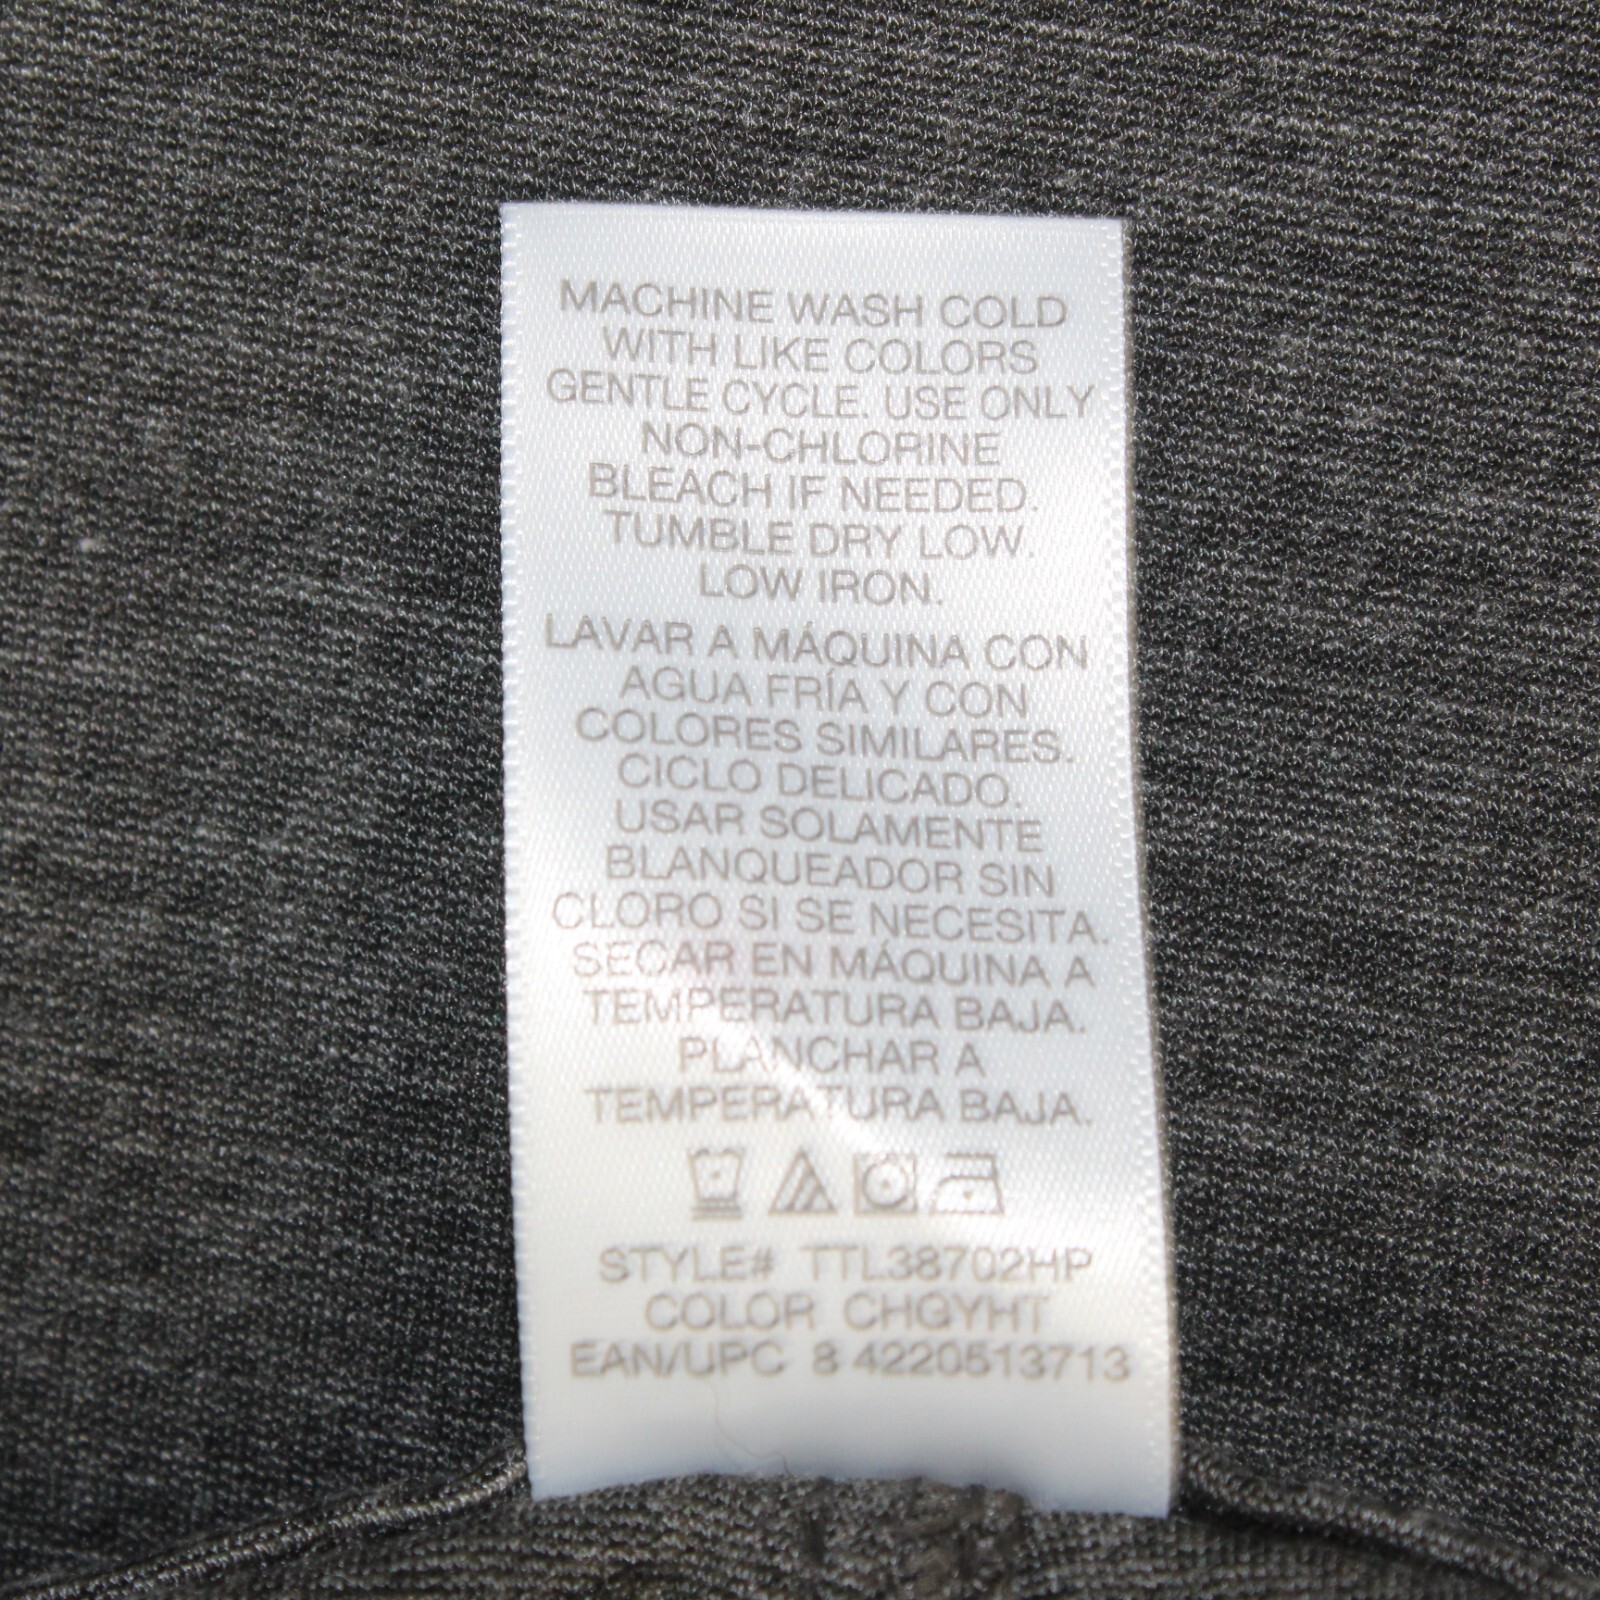 MACHINE WASH COLD
WITH LIKE COLORS
GENTLE CYCLE. USE ONLY
NON-CHLORINE
BLEACH IF NEEDED.
TUMBLE DRY LOW.
LOW IRON.
LAVAR A MÁQUINA CON
AGUA FRÍA Y CON
COLORES SIMILARES.
CICLO DELICADO.
USAR SOLAMENTE
BLANQUEADOR SIN
CLORO SI SE NECESITA.
SECAR EN MÁQUINA A
TEMPERATURA BAJA.
PLANCHAR A
TEMPERATURA BAJA.
STYLE# TTL38702HP
COLOR CHGYHT
EAN/UPC 8 4220513713